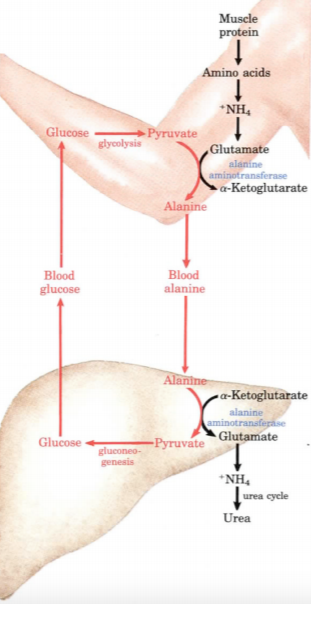 Muscle
protein
Amino acids
⁺NH₄
Glucose
glycolysis
Pyruvate
Glutamate
alanine
aminotransferase
α-Ketoglutarate
Alanine
Blood
glucose
Blood
alanine
Alanine
α-Ketoglutarate
alanine
aminotransferase
Glucose
gluconeo-
genesis
Pyruvate
Glutamate
⁺NH₄
urea cycle
Urea